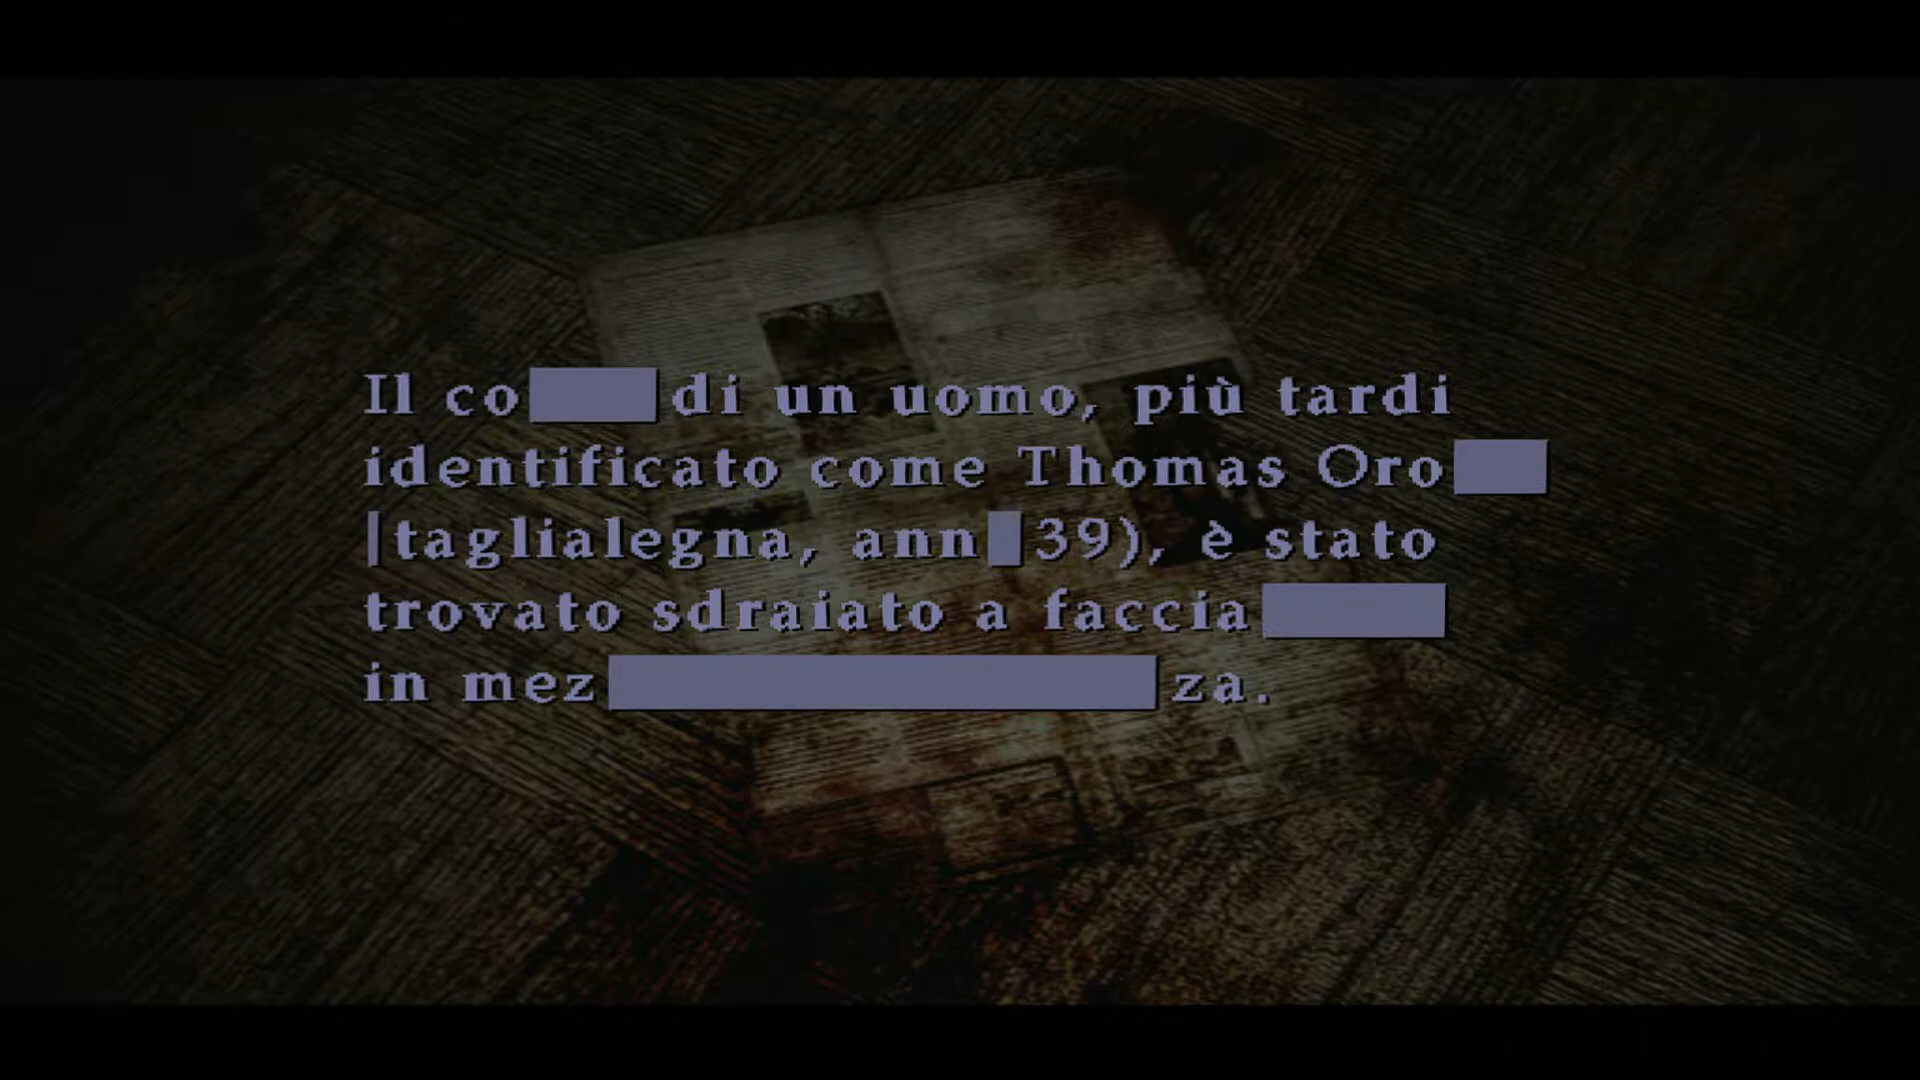 Il co di un uomo, più tardi
identificato come Thomas Oro
|taglialegna, ann 39), è stato
trovato sdraiato a faccia
in mez za.